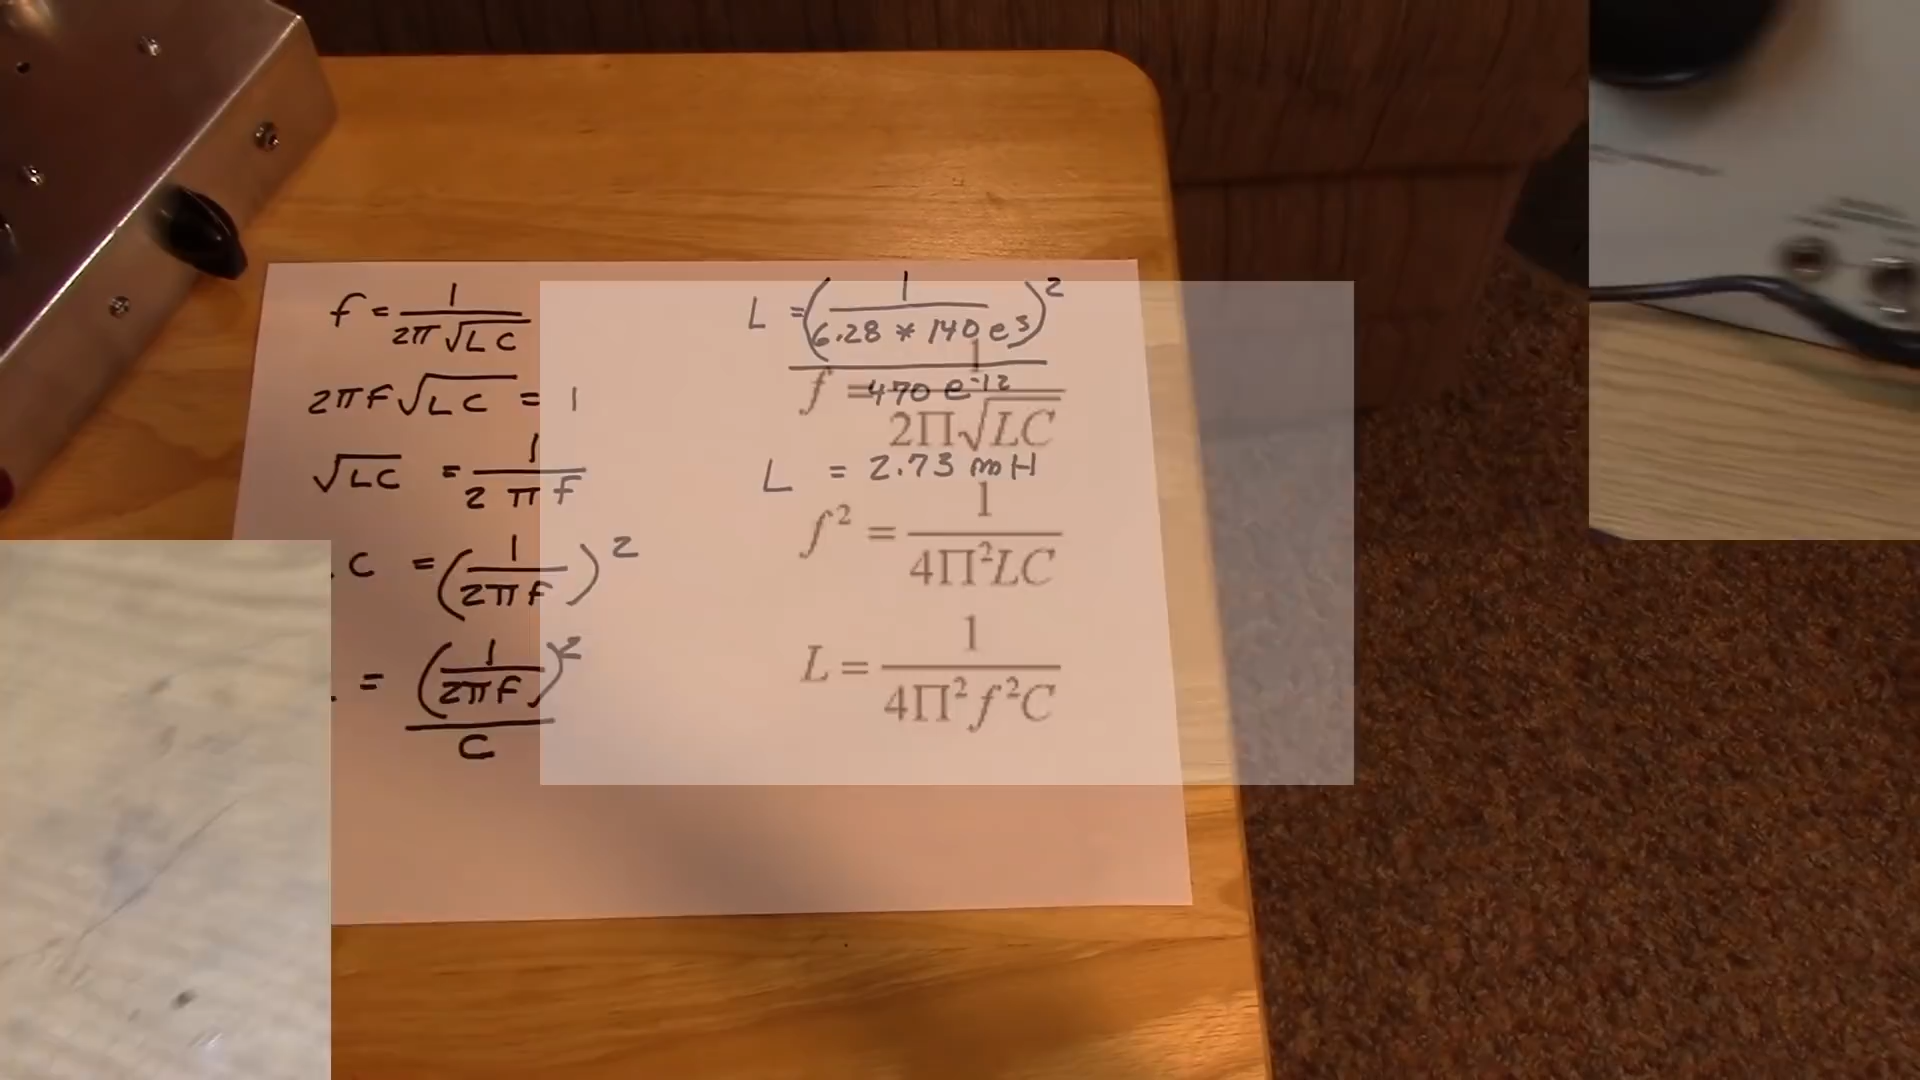 f = 1 / 2π √LC
2πf √LC = 1
√LC = 1 / 2 π f
C = (1 / 2πf)²
= (1 / 2πf)² / C
L = (1 / 6.28 * 140 e³)² / 470 e⁻¹²
L = 2.73 mH
f = 1 / 2Π√LC
f² = 1 / 4Π²LC
L = 1 / 4Π²f²C